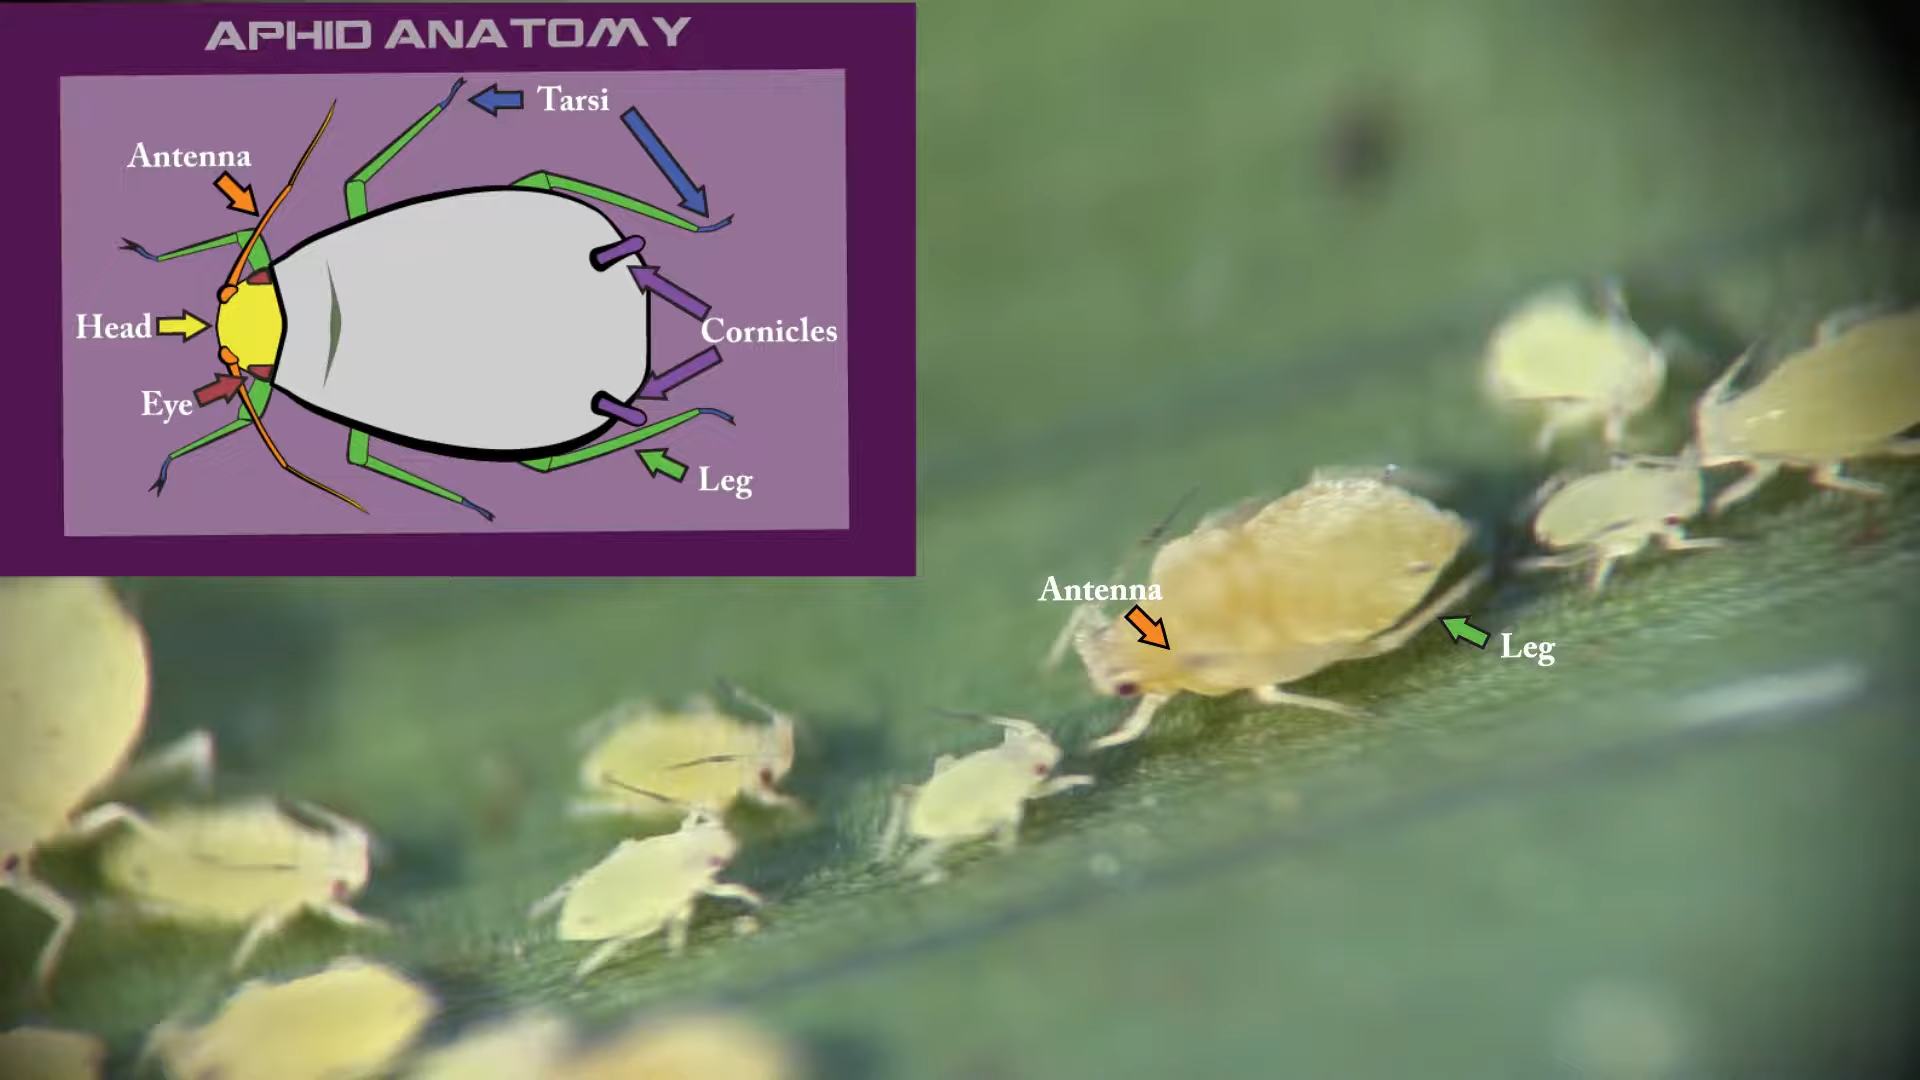 APHID ANATOMY
Tarsi
Antenna
Head
Cornicles
Eye
Leg
Antenna
Leg